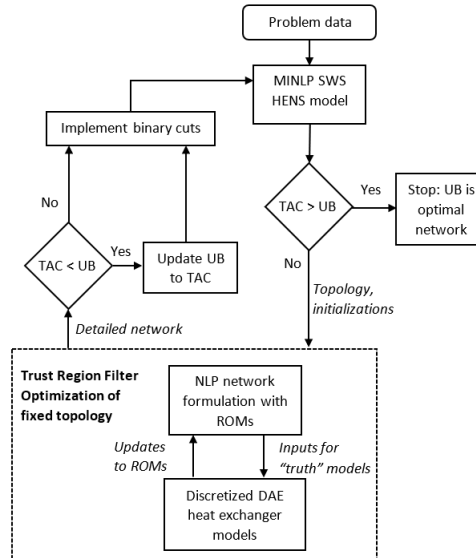 Problem data
MINLP SWS
HENS model
Implement binary cuts
No
Yes
TAC > UB
Stop: UB is
optimal
network
TAC < UB
Yes
Update UB
to TAC
No
Topology,
initializations
Detailed network
Trust Region Filter
Optimization of
fixed topology
NLP network
formulation with
ROMs
Updates
to ROMs
Inputs for
"truth" models
Discretized DAE
heat exchanger
models